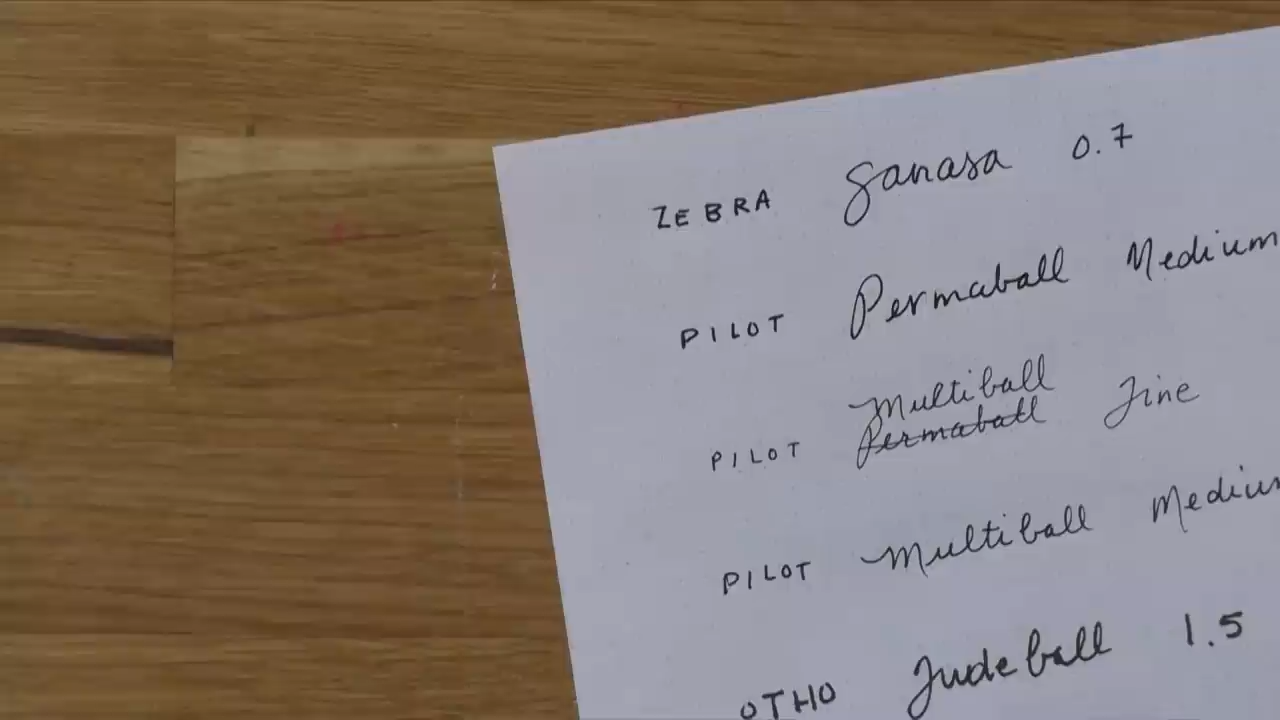 ZEBRA Sarasa 0.7
PILOT Permaball Medium
Multiball
PILOT Permaball Fine
PILOT Multiball Medium
OTHO Judeball 1.5